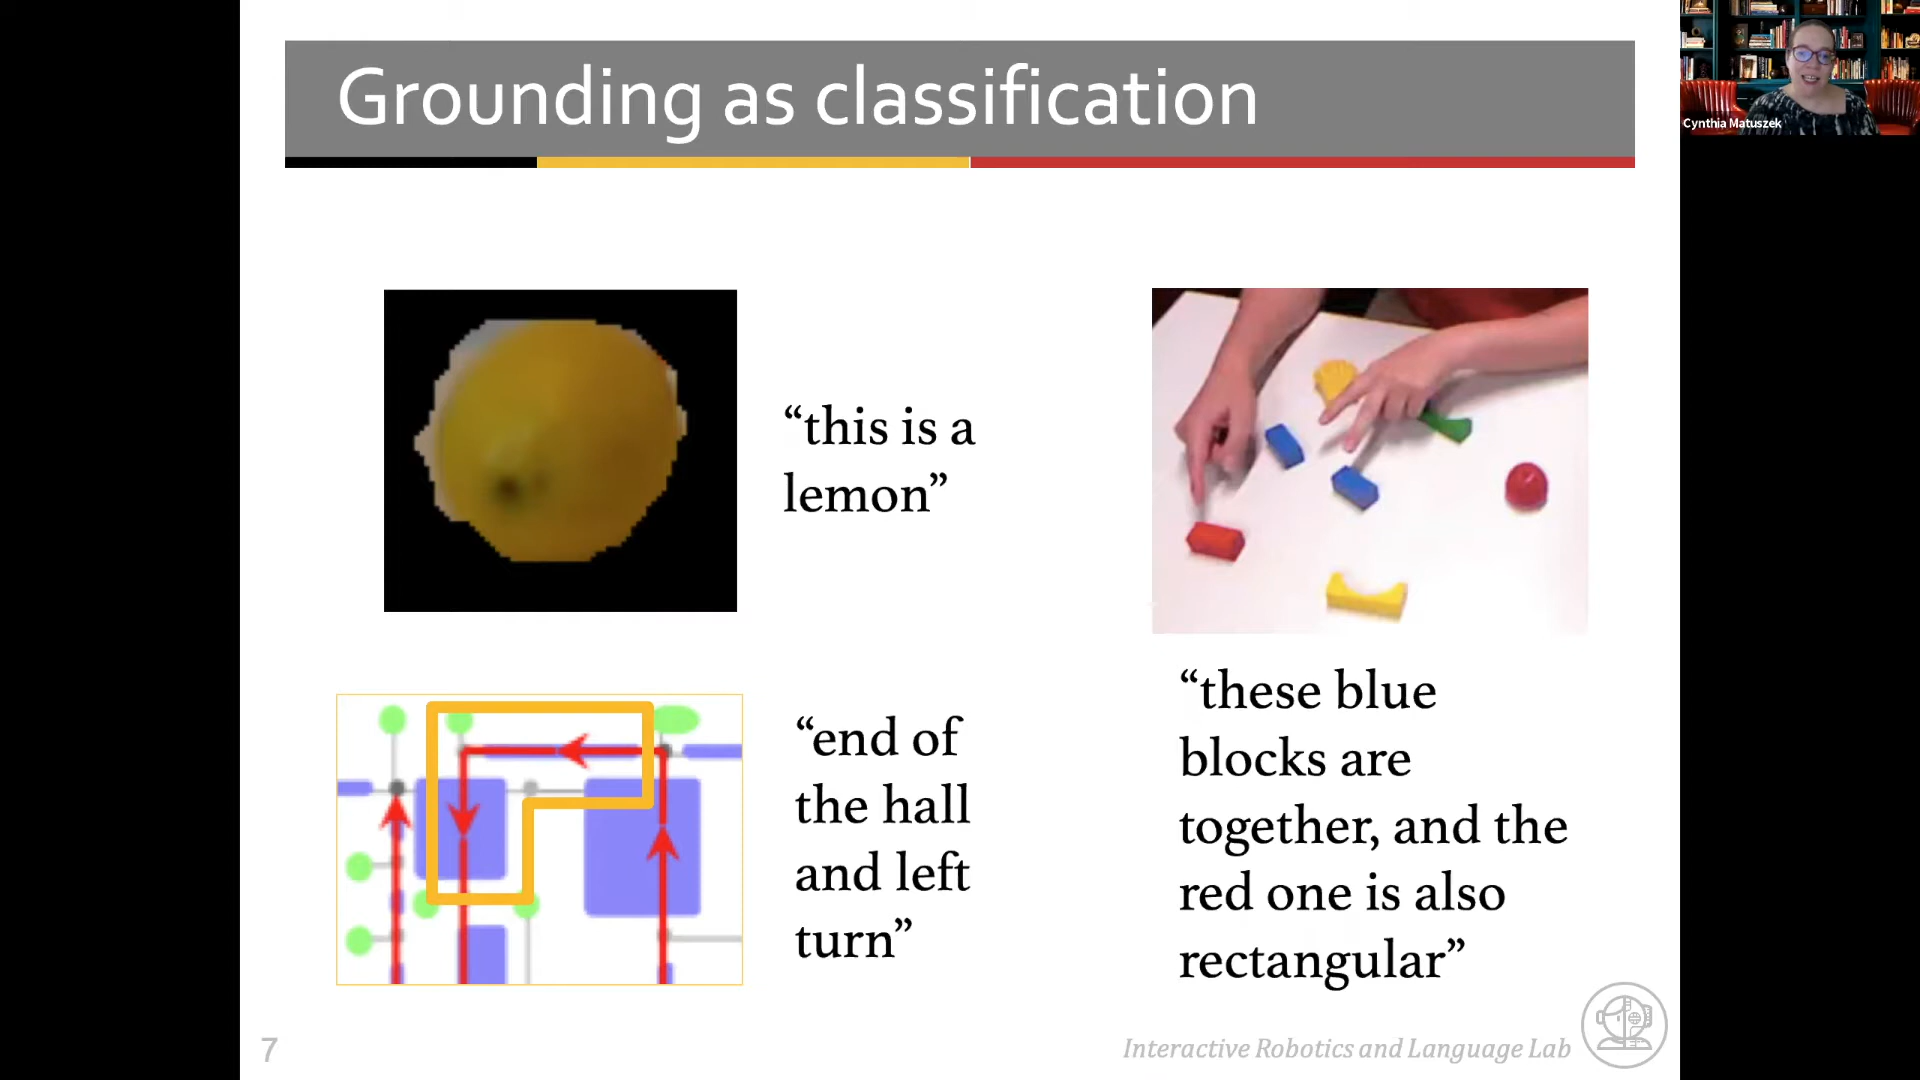 Grounding as classification
Cynthia Matuszek
“this is a
lemon”
“end of
the hall
and left
turn”
“these blue
blocks are
together, and the
red one is also
rectangular”
7
Interactive Robotics and Language Lab